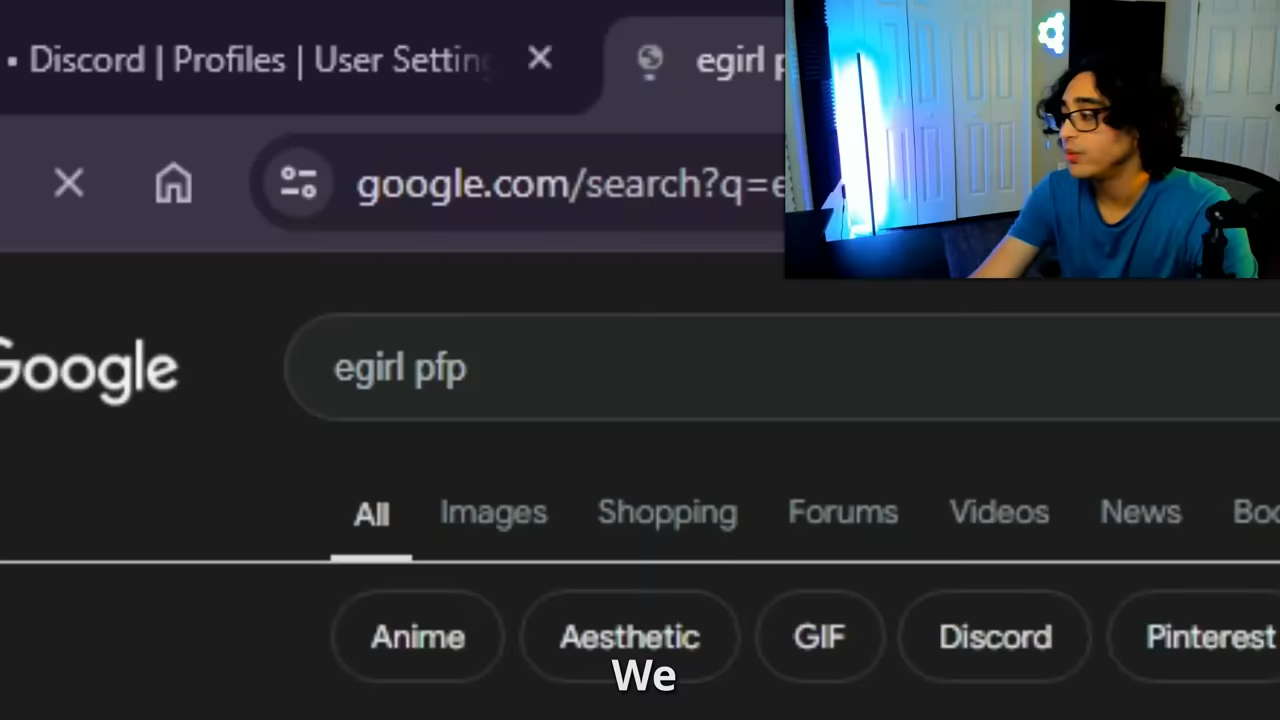 • Discord | Profiles | User Settin
egirl p
google.com/search?q=e
Google
egirl pfp
All Images Shopping Forums Videos News Boo
Anime Aesthetic GIF Discord Pinterest
We